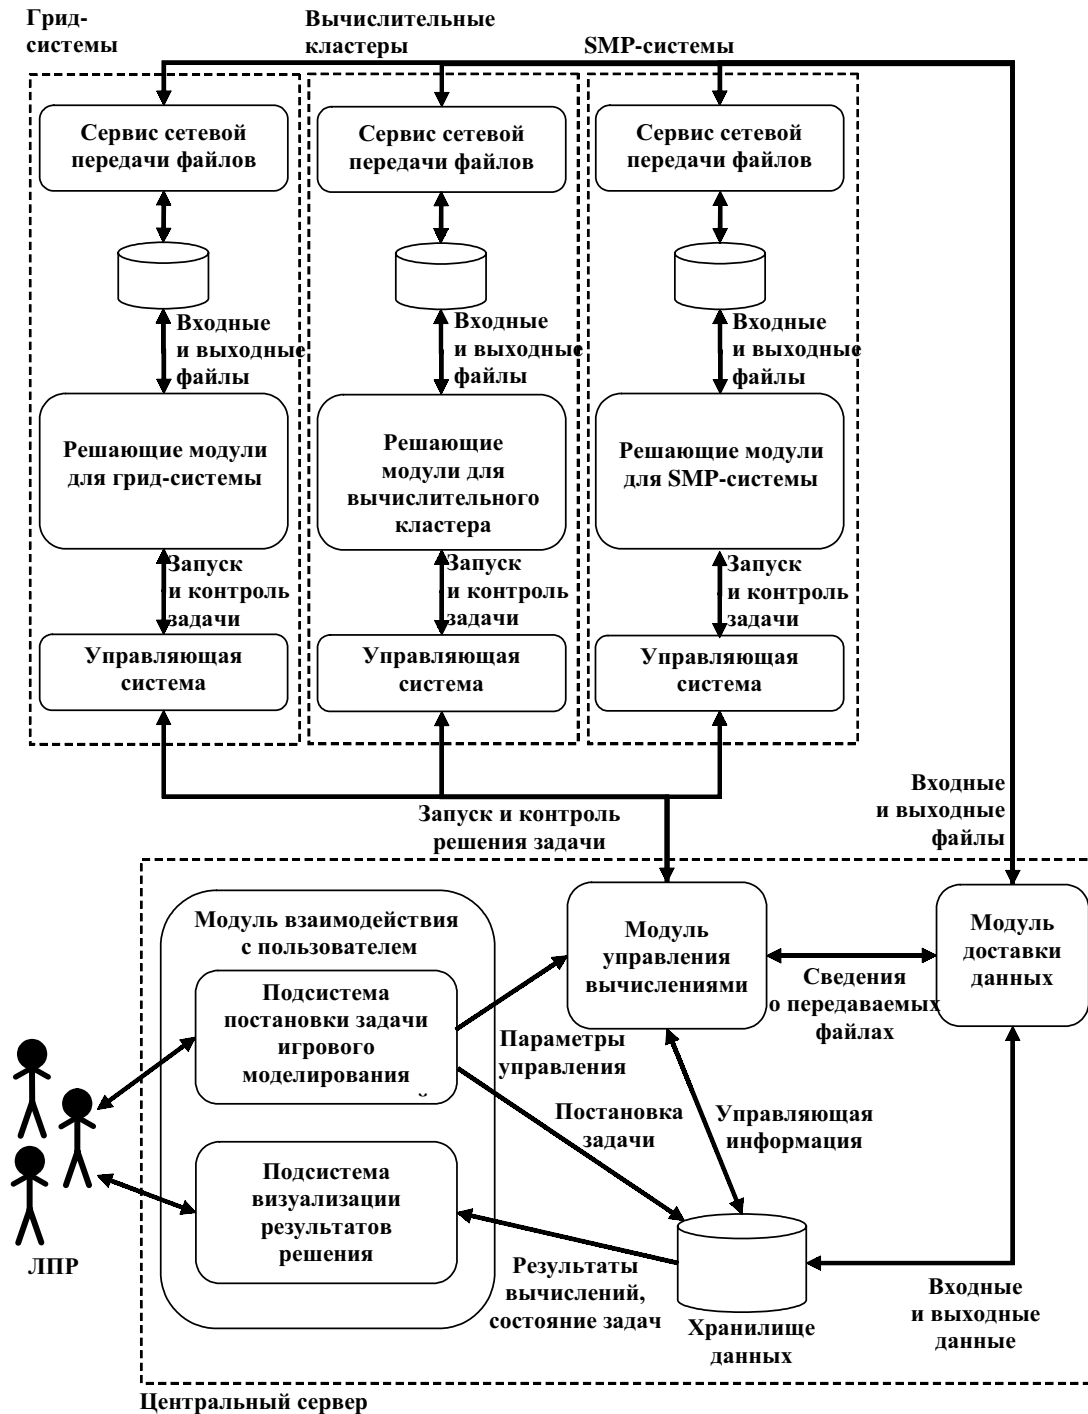 Грид-
системы
Вычислительные
кластеры
SMP-системы
Сервис сетевой
передачи файлов
Сервис сетевой
передачи файлов
Сервис сетевой
передачи файлов
Входные
и выходные
файлы
Входные
и выходные
файлы
Входные
и выходные
файлы
Решающие модули
для грид-системы
Решающие
модули для
вычислительного
кластера
Решающие модули
для SMP-системы
Запуск
и контроль
задачи
Запуск
и контроль
задачи
Запуск
и контроль
задачи
Управляющая
система
Управляющая
система
Управляющая
система
Запуск и контроль
решения задачи
Входные
и выходные
файлы
Модуль взаимодействия
с пользователем
Подсистема
постановки задачи
игрового
моделирования
Модуль
управления
вычислениями
Модуль
доставки
данных
Сведения
о передаваемых
файлах
Параметры
управления
Постановка
задачи
Управляющая
информация
Подсистема
визуализации
результатов
решения
ЛПР
Результаты
вычислений,
состояние задач
Хранилище
данных
Входные
и выходные
данные
Центральный сервер